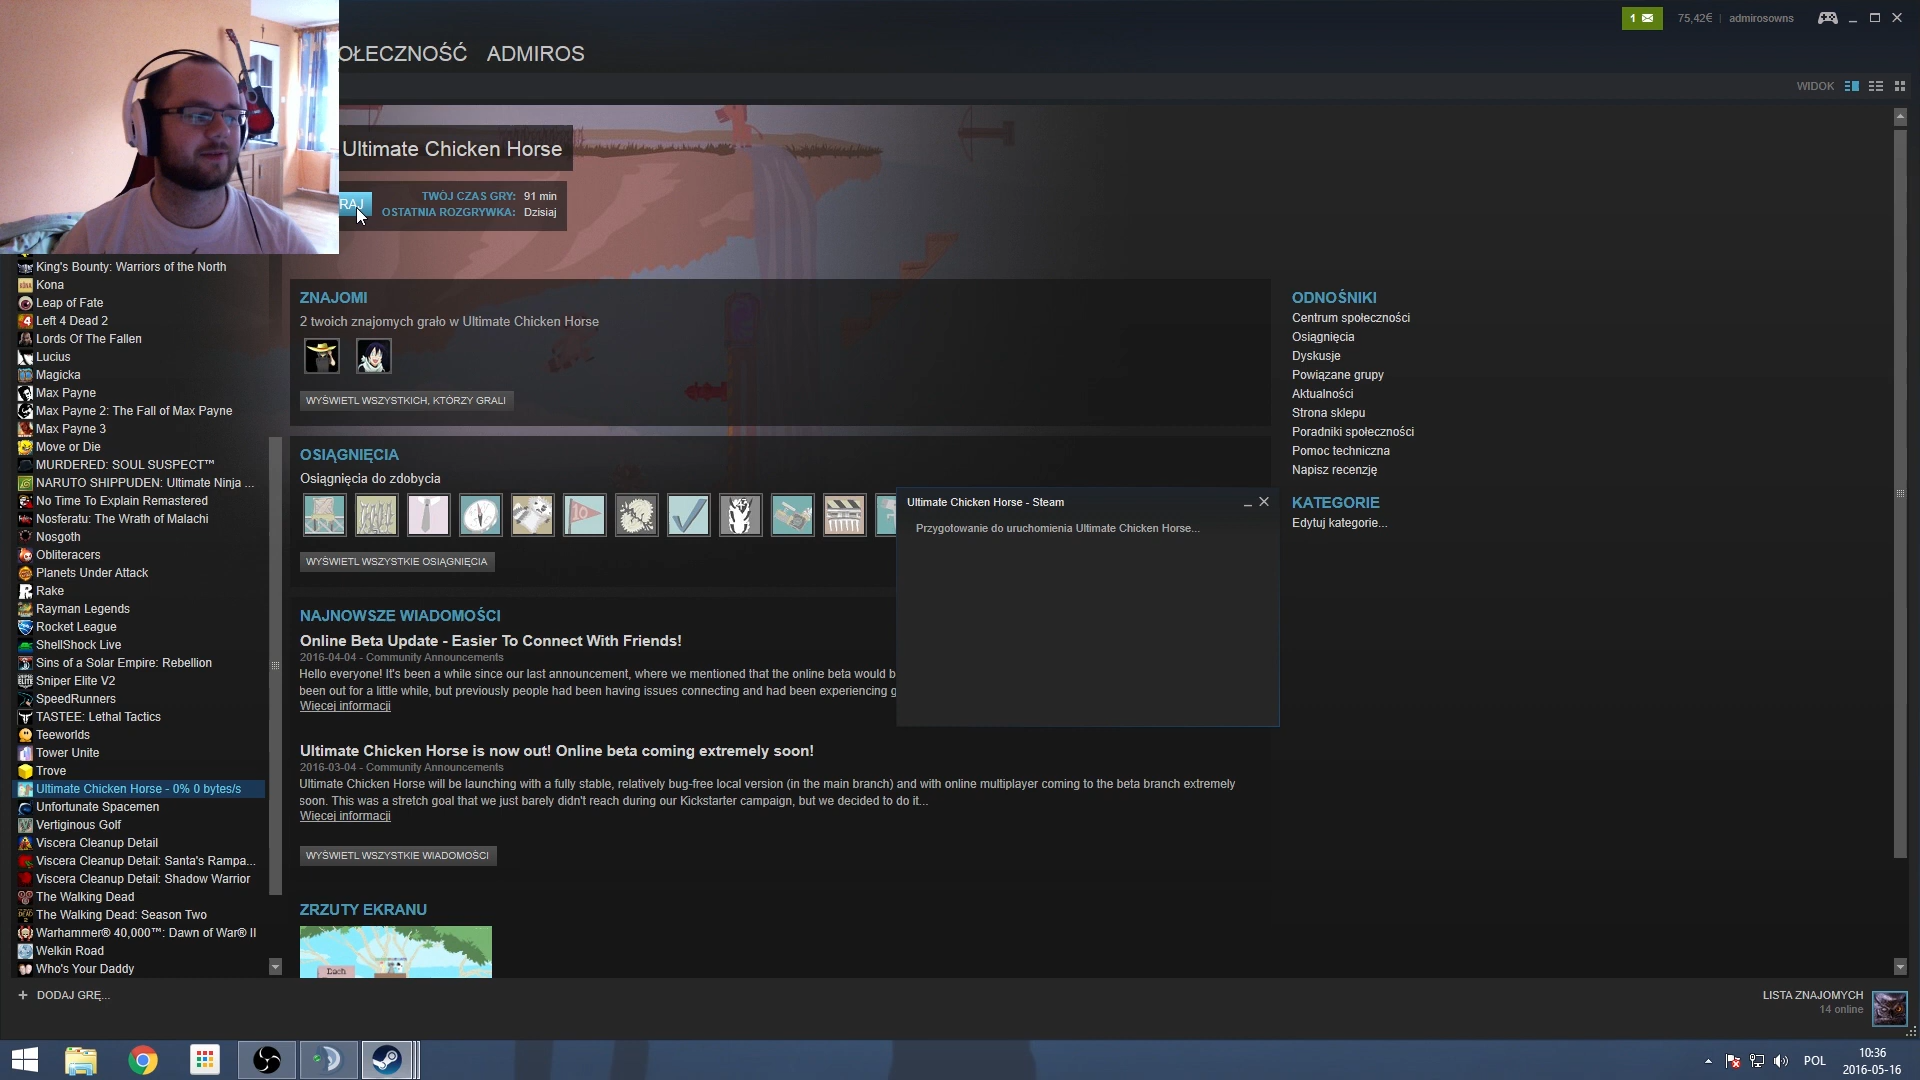 1
75,42€ | admirosowns
OŁECZNOŚĆ ADMIROS
WIDOK
Ultimate Chicken Horse
RAJ
TWÓJ CZAS GRY: 91 min
OSTATNIA ROZGRYWKA: Dzisiaj
King's Bounty: Warriors of the North
Kona
Leap of Fate
Left 4 Dead 2
Lords Of The Fallen
Lucius
Magicka
Max Payne
Max Payne 2: The Fall of Max Payne
Max Payne 3
Move or Die
MURDERED: SOUL SUSPECT™
NARUTO SHIPPUDEN: Ultimate Ninja ...
No Time To Explain Remastered
Nosferatu: The Wrath of Malachi
Nosgoth
Obliteracers
Planets Under Attack
Rake
Rayman Legends
Rocket League
ShellShock Live
Sins of a Solar Empire: Rebellion
Sniper Elite V2
SpeedRunners
TASTEE: Lethal Tactics
Teeworlds
Tower Unite
Trove
Ultimate Chicken Horse - 0% 0 bytes/s
Unfortunate Spacemen
Vertiginous Golf
Viscera Cleanup Detail
Viscera Cleanup Detail: Santa's Rampa...
Viscera Cleanup Detail: Shadow Warrior
The Walking Dead
The Walking Dead: Season Two
Warhammer® 40,000™: Dawn of War® II
Welkin Road
Who's Your Daddy
+ DODAJ GRĘ...
ZNAJOMI
2 twoich znajomych grało w Ultimate Chicken Horse
WYŚWIETL WSZYSTKICH, KTÓRZY GRALI
OSIĄGNIĘCIA
Osiągnięcia do zdobycia
10
WYŚWIETL WSZYSTKIE OSIĄGNIĘCIA
NAJNOWSZE WIADOMOŚCI
Online Beta Update - Easier To Connect With Friends!
2016-04-04 - Community Announcements
Hello everyone! It's been a while since our last announcement, where we mentioned that the online beta would b
been out for a little while, but previously people had been having issues connecting and had been experiencing g
Więcej informacji
Ultimate Chicken Horse is now out! Online beta coming extremely soon!
2016-03-04 - Community Announcements
Ultimate Chicken Horse will be launching with a fully stable, relatively bug-free local version (in the main branch) and with online multiplayer coming to the beta branch extremely
soon. This was a stretch goal that we just barely didn't reach during our Kickstarter campaign, but we decided to do it...
Więcej informacji
WYŚWIETL WSZYSTKIE WIADOMOŚCI
ZRZUTY EKRANU
Dach
Ultimate Chicken Horse - Steam
Przygotowanie do uruchomienia Ultimate Chicken Horse...
ODNOŚNIKI
Centrum społeczności
Osiągnięcia
Dyskusje
Powiązane grupy
Aktualności
Strona sklepu
Poradniki społeczności
Pomoc techniczna
Napisz recenzję
KATEGORIE
Edytuj kategorie...
LISTA ZNAJOMYCH
14 online
POL
10:36
2016-05-16